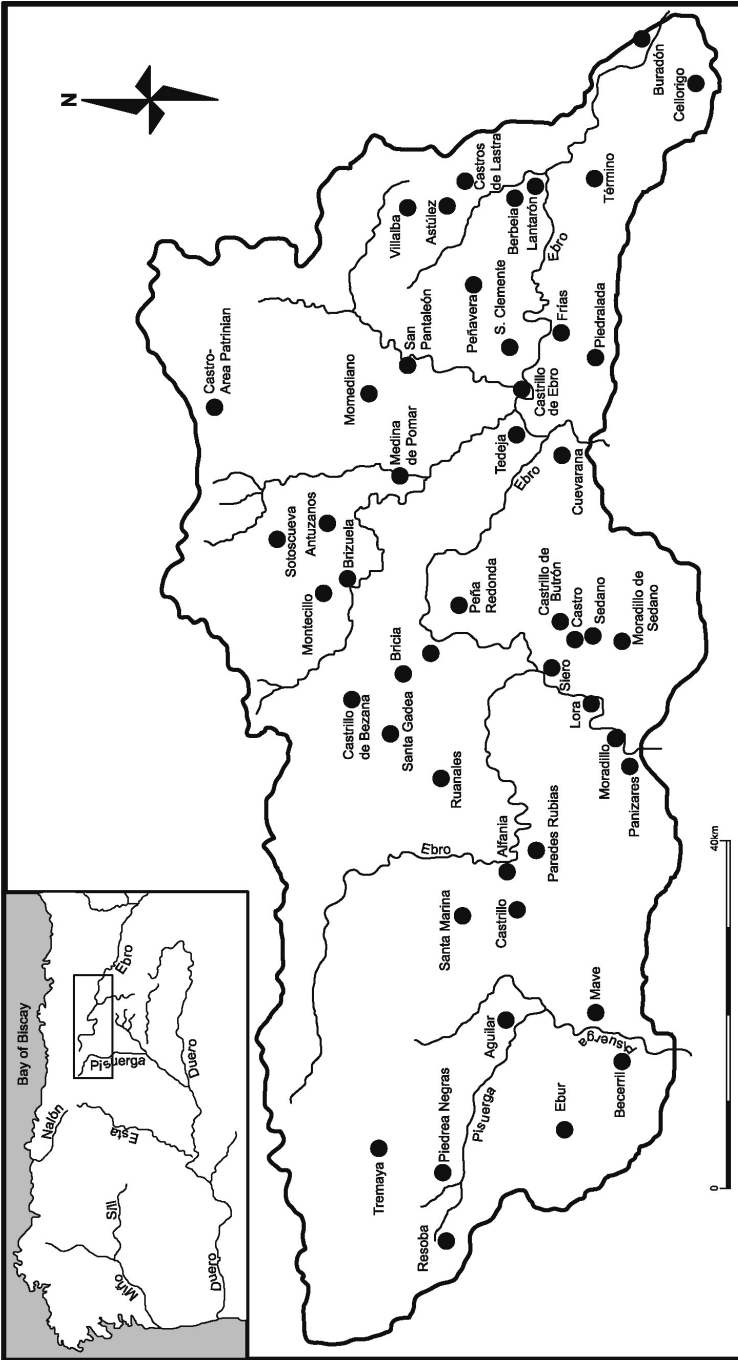 N
Bay of Biscay
Nalón
Esla
Sil
Miño
Duero
Duero
Pisuerga
Ebro
Castro-
Area Patrinian
Sotoscueva
Antuzanos
Brizuela
Montecillo
Momediano
Medina
de Pomar
San
Pantaleón
Villalba
Astúlez
Castros
de Lastra
Berbeia
Lantarón
Ebro
Término
Buradón
Cellorigo
Peñavera
S. Clemente
Frías
Piedralada
Castrillo
de Ebro
Tedeja
Ebro
Cuevarana
Peña
Redonda
Castrillo de
Butrón
Castro
Sedano
Moradillo de
Sedano
Siero
Lora
Moradillo
Panizares
Bricia
Castrillo
de Bezana
Santa Gadea
Ruanales
Ebro
Alfania
Paredes Rubias
Santa Marina
Castrillo
Aguilar
Mave
Pisuerga
Becerril
Ebur
Pisuerga
Piedrea Negras
Tremaya
Resoba
0
40km